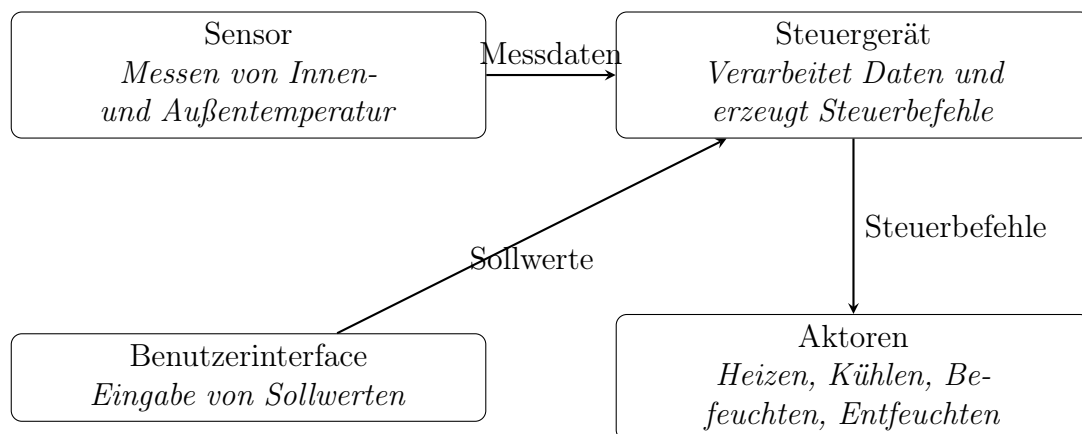 Sensor
Messen von Innen-
und Außentemperatur
Messdaten
Steuergerät
Verarbeitet Daten und
erzeugt Steuerbefehle
Steuerbefehle
Sollwerte
Benutzerinterface
Eingabe von Sollwerten
Aktoren
Heizen, Kühlen, Be-
feuchten, Entfeuchten